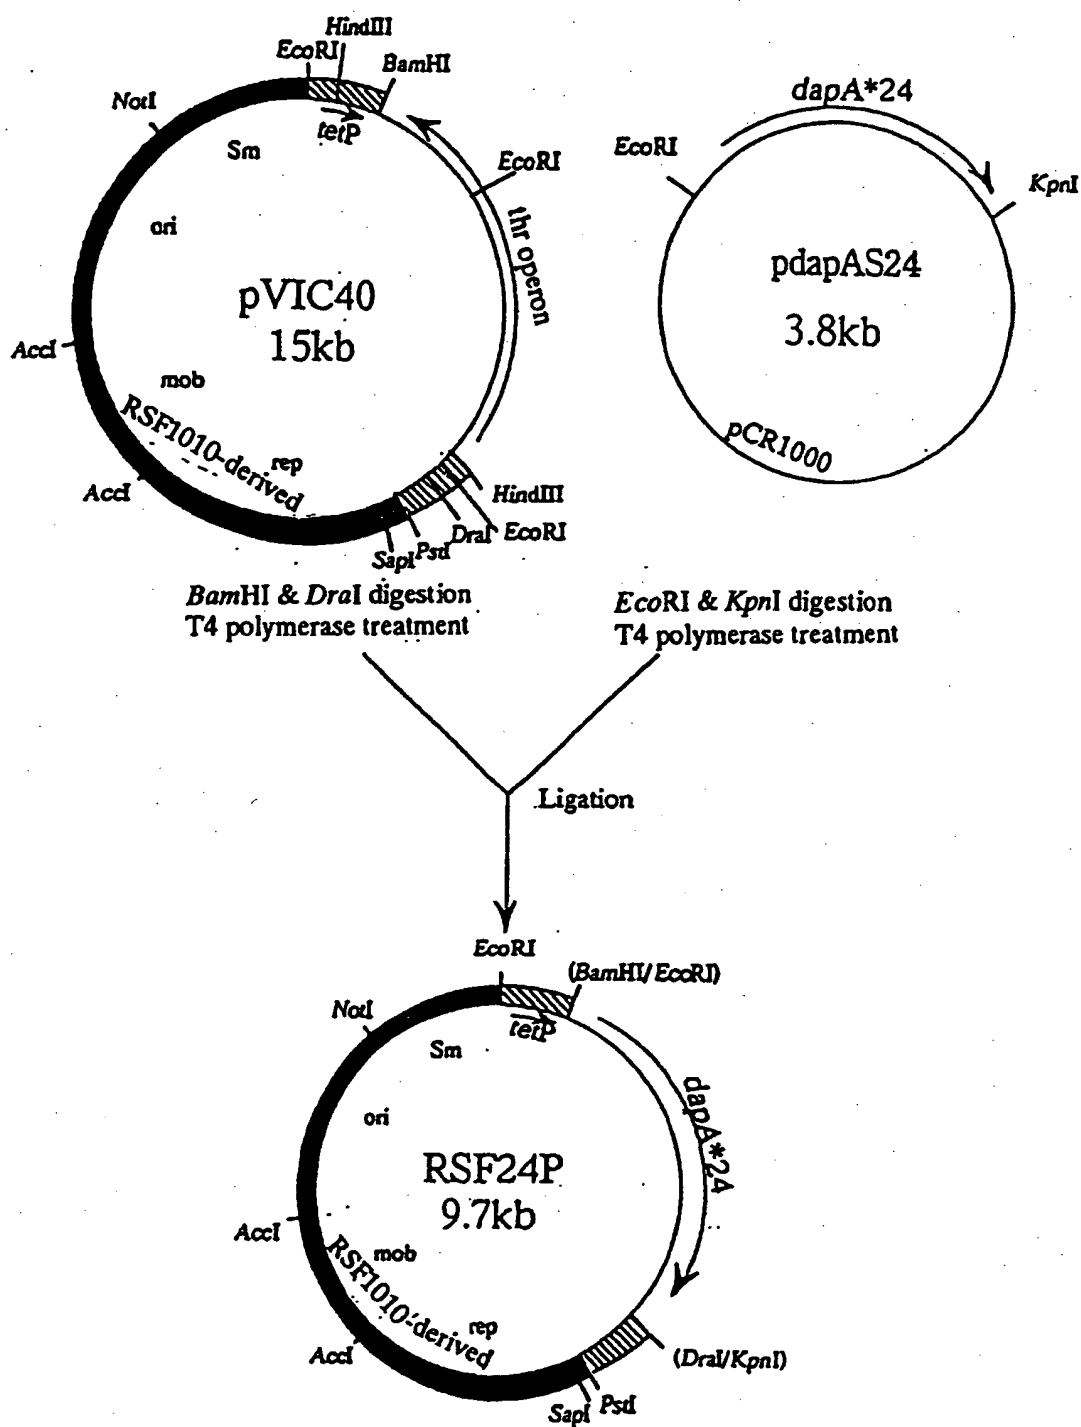 HindIII
EcoRI
BamHI
NotI
tetP
Sm
EcoRI
ori
thr operon
pVIC40
15kb
AccI
mob
RSF1010-derived
rep
AccI
HindIII
EcoRI
DraI
PstI
SapI
dapA*24
EcoRI
KpnI
pdapAS24
3.8kb
pCR1000
BamHI & DraI digestion
T4 polymerase treatment
EcoRI & KpnI digestion
T4 polymerase treatment
Ligation
EcoRI
(BamHI/EcoRI)
NotI
tetP
Sm
ori
dapA*24
RSF24P
9.7kb
AccI
mob
RSF1010-derived
rep
AccI
(DraI/KpnI)
SapI PstI